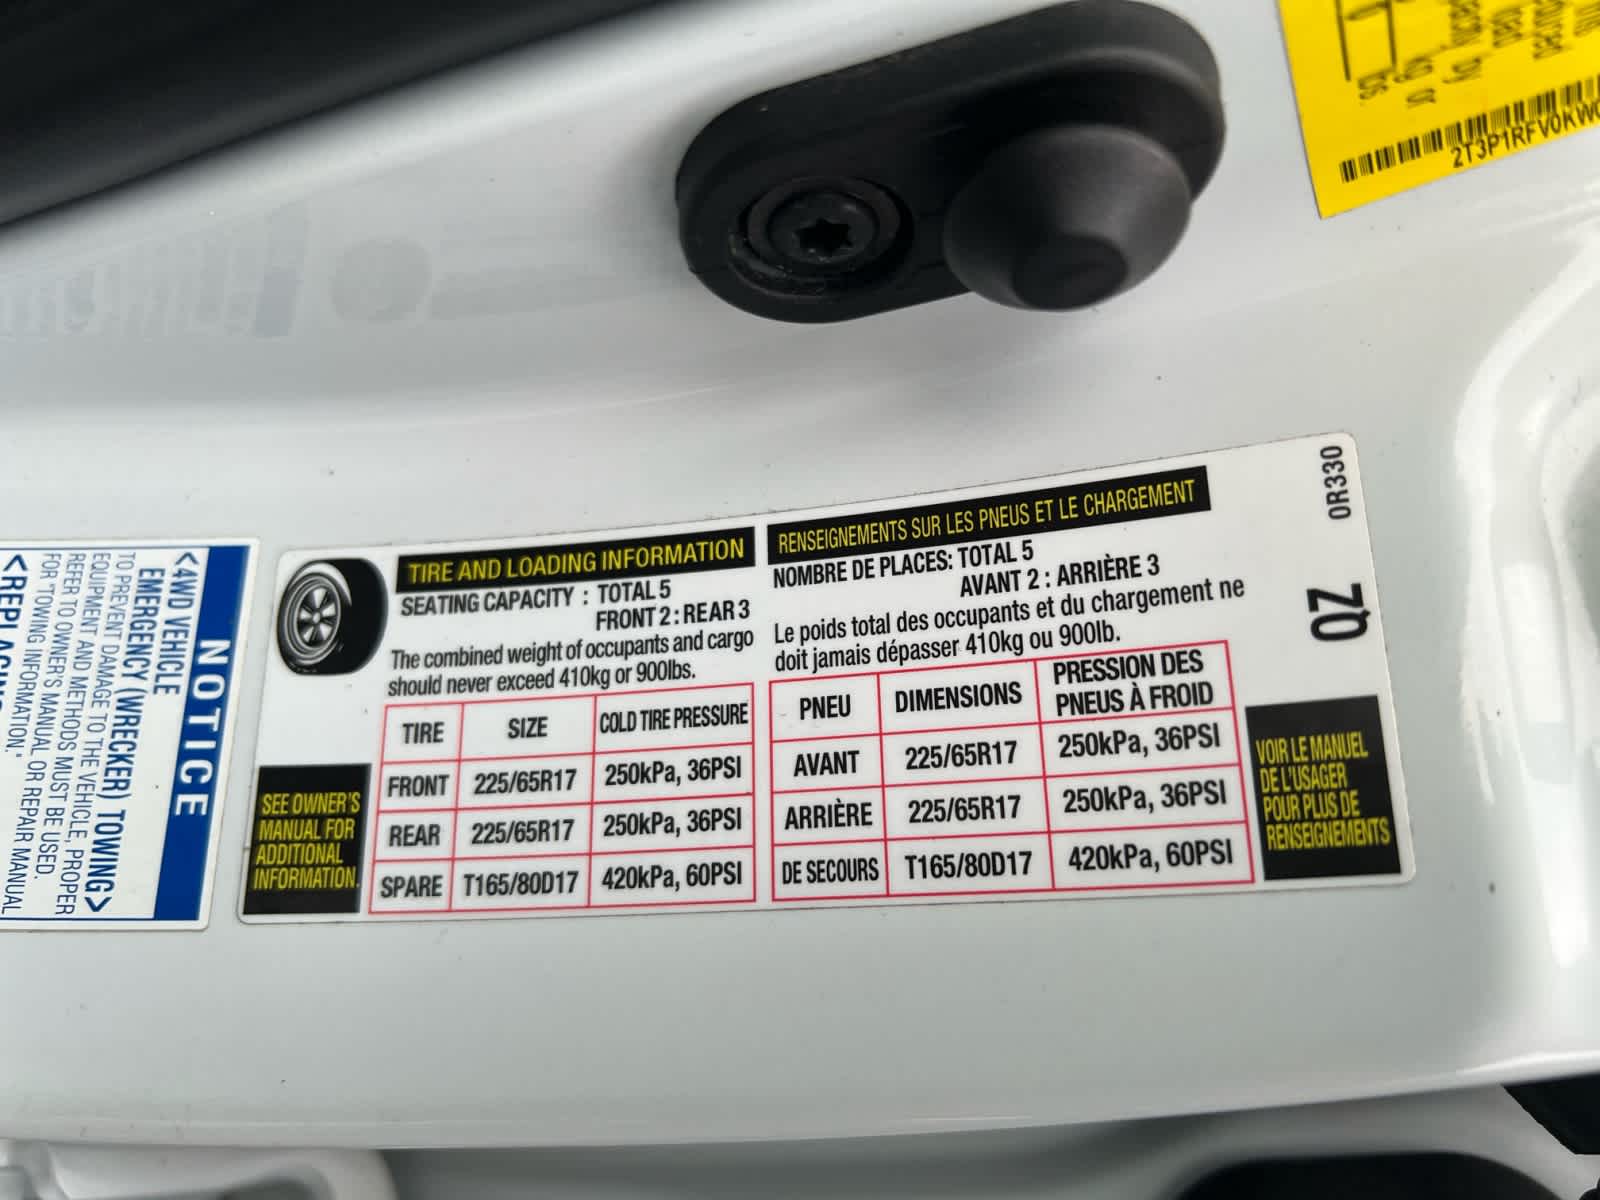 2T3P1RFV0KW
TIRE AND LOADING INFORMATION
SEATING CAPACITY : TOTAL 5
FRONT 2 : REAR 3
The combined weight of occupants and cargo
should never exceed 410kg or 900lbs.
TIRE SIZE COLD TIRE PRESSURE
FRONT 225/65R17 250kPa, 36PSI
REAR 225/65R17 250kPa, 36PSI
SPARE T165/80D17 420kPa, 60PSI
SEE OWNER'S
MANUAL FOR
ADDITIONAL
INFORMATION.
RENSEIGNEMENTS SUR LES PNEUS ET LE CHARGEMENT
NOMBRE DE PLACES: TOTAL 5
AVANT 2 : ARRIÈRE 3
Le poids total des occupants et du chargement ne
doit jamais dépasser 410kg ou 900lb.
PNEU DIMENSIONS PRESSION DES
PNEUS À FROID
AVANT 225/65R17 250kPa, 36PSI
ARRIÈRE 225/65R17 250kPa, 36PSI
DE SECOURS T165/80D17 420kPa, 60PSI
VOIR LE MANUEL
DE L'USAGER
POUR PLUS DE
RENSEIGNEMENTS
0R330
QZ
NOTICE
<4WD VEHICLE
EMERGENCY (WRECKER) TOWING>
TO PREVENT DAMAGE TO THE VEHICLE, PROPER
EQUIPMENT AND METHODS MUST BE USED.
REFER TO OWNER'S MANUAL OR REPAIR MANUAL
FOR "TOWING INFORMATION."